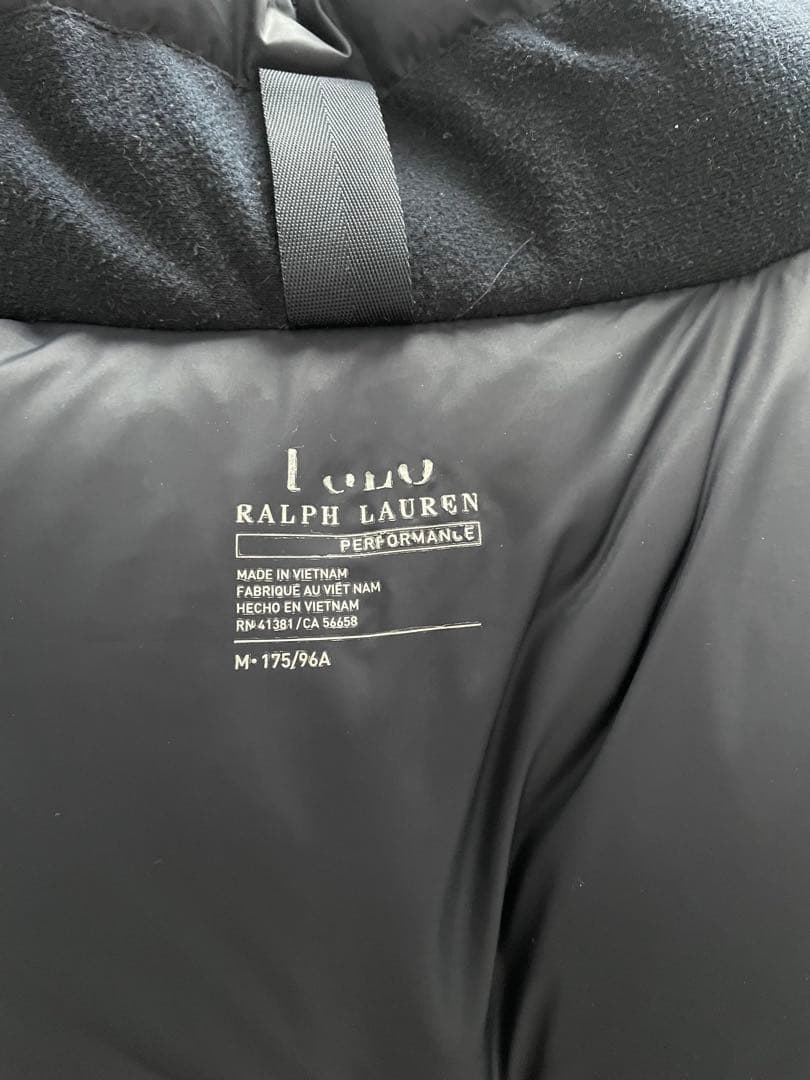 POLO
RALPH LAUREN
PERFORMANCE
MADE IN VIETNAM
FABRIQUÉ AU VIÊT NAM
HECHO EN VIETNAM
RN 41381/CA 56658
M• 175/96A